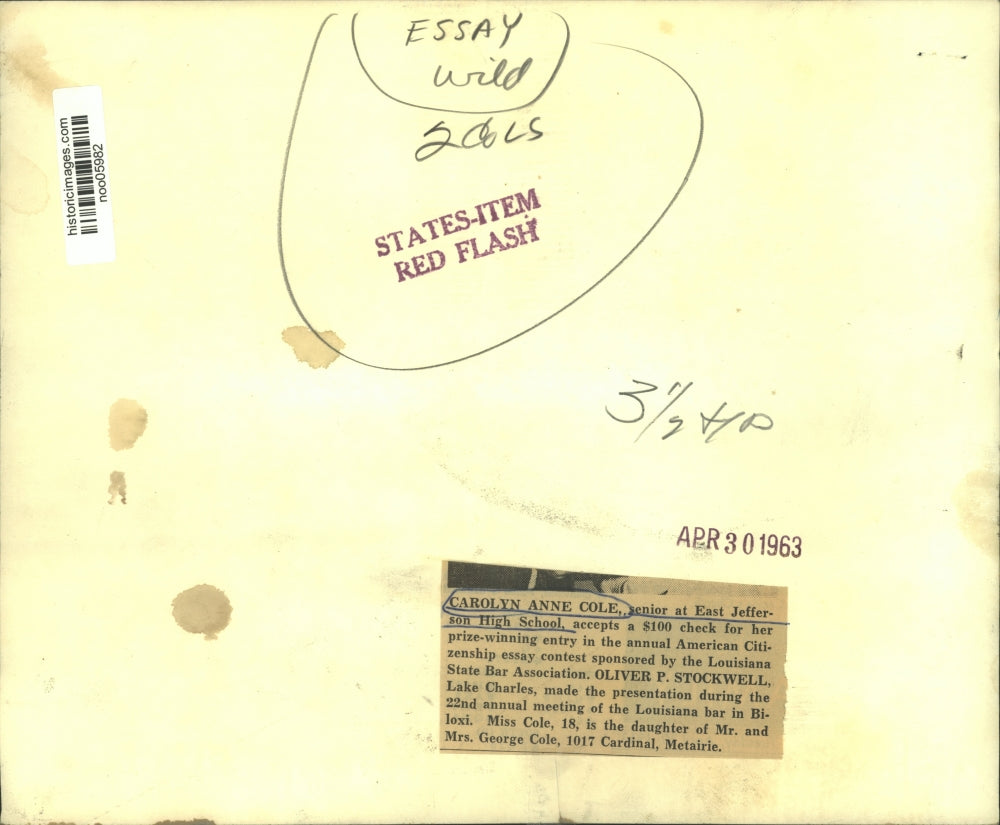 ESSAY
wild
2 cols
historicimages.com
noo05982
STATES-ITEM
RED FLASH
3 1/2
APR 30 1963
CAROLYN ANNE COLE, senior at East Jeffer-
son High School, accepts a $100 check for her
prize-winning entry in the annual American Citi-
zenship essay contest sponsored by the Louisiana
State Bar Association. OLIVER P. STOCKWELL,
Lake Charles, made the presentation during the
22nd annual meeting of the Louisiana bar in Bi-
loxi. Miss Cole, 18, is the daughter of Mr. and
Mrs. George Cole, 1017 Cardinal, Metairie.